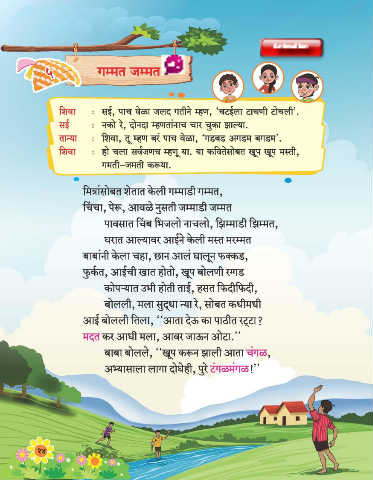 ५
गम्मत जम्मत
शिवा : सई, पाच वेळा जलद गतीने म्हण, ‘चटईला टाचणी टोचली’.
सई : नको रे, दोनदा म्हणतांनाच चार चुका झाल्या.
तान्या : शिवा, तू म्हण बरं पाच वेळा, ‘गडबड अगडम बगडम’.
शिवा : हो चला सर्वजणच म्हणू या. या कवितेसोबत खूप खूप मस्ती,
गमती–जमती करूया.
मित्रांसोबत शेतात केली गम्माडी गम्मत,
चिंचा, पेरू, आवळे नुसती जम्माडी जम्मत
पावसात चिंब भिजलो नाचलो, झिम्माडी झिम्मत,
घरात आल्यावर आईने केली मस्त मरम्मत
बाबांनी केला चहा, छान आलं घालून फक्कड,
फुर्कत, आईची खात होतो, खूप बोलणी रगड
कोपऱ्यात उभी होती ताई, हसत फिदीफिदी,
बोलली, मला सुद्धा न्या रे, सोबत कधीमधी
आई बोलली तिला, ‘‘आता देऊ का पाठीत रट्टा ?
मदत कर आधी मला, आवर जाऊन ओटा.’’
बाबा बोलले, ‘‘खूप करून झाली आता चंगळ,
अभ्यासाला लागा दोघेही, पुरे टंगळमंगळ !’’